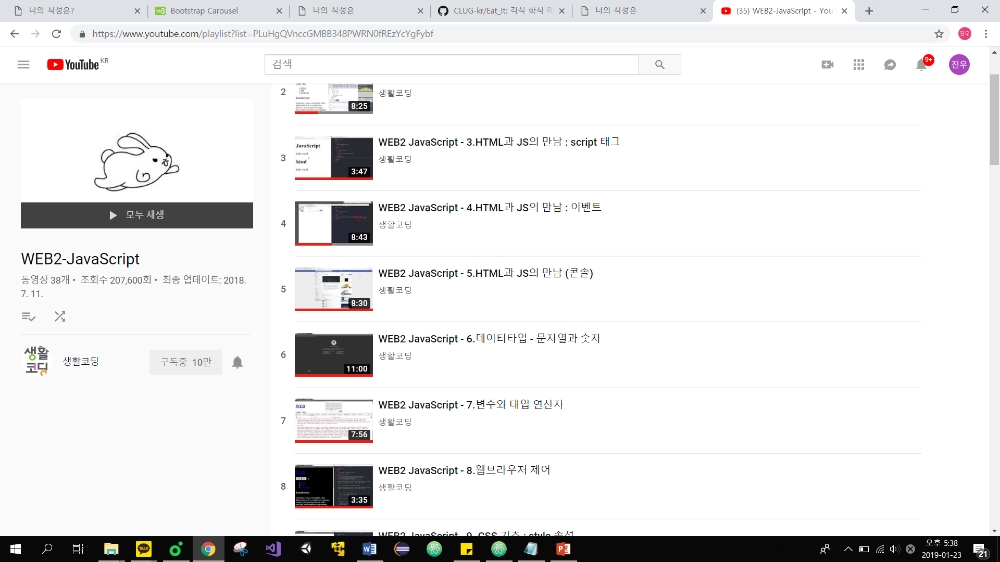 너의 식성은?
Bootstrap Carousel
너의 식성은
CLUG-kr/Eat_It: 긱식 학식 메
너의 식성은
(35) WEB2-JavaScript - YouT
https://www.youtube.com/playlist?list=PLuHgQVnccGMBB348PWRN0fREzYcYgFybf
진우
YouTube KR
검색
9+
진우
모두 재생
WEB2-JavaScript
동영상 38개 • 조회수 207,600회 • 최종 업데이트: 2018.
7. 11.
생활
코딩
생활코딩
구독중 10만
2
JavaScript
8:25
생활코딩
3
JavaScript
hello world
html
hello world
3:47
WEB2 JavaScript - 3.HTML과 JS의 만남 : script 태그
생활코딩
4
8:43
WEB2 JavaScript - 4.HTML과 JS의 만남 : 이벤트
생활코딩
5
8:30
WEB2 JavaScript - 5.HTML과 JS의 만남 (콘솔)
생활코딩
6
11:00
WEB2 JavaScript - 6.데이터타입 - 문자열과 숫자
생활코딩
7
WEB
7:56
WEB2 JavaScript - 7.변수와 대입 연산자
생활코딩
8
WEB
JavaScript
3:35
WEB2 JavaScript - 8.웹브라우저 제어
생활코딩
WEB2 JavaScript - 9. CSS 기초 : style 속성
TALK
오후 5:38
2019-01-23
21